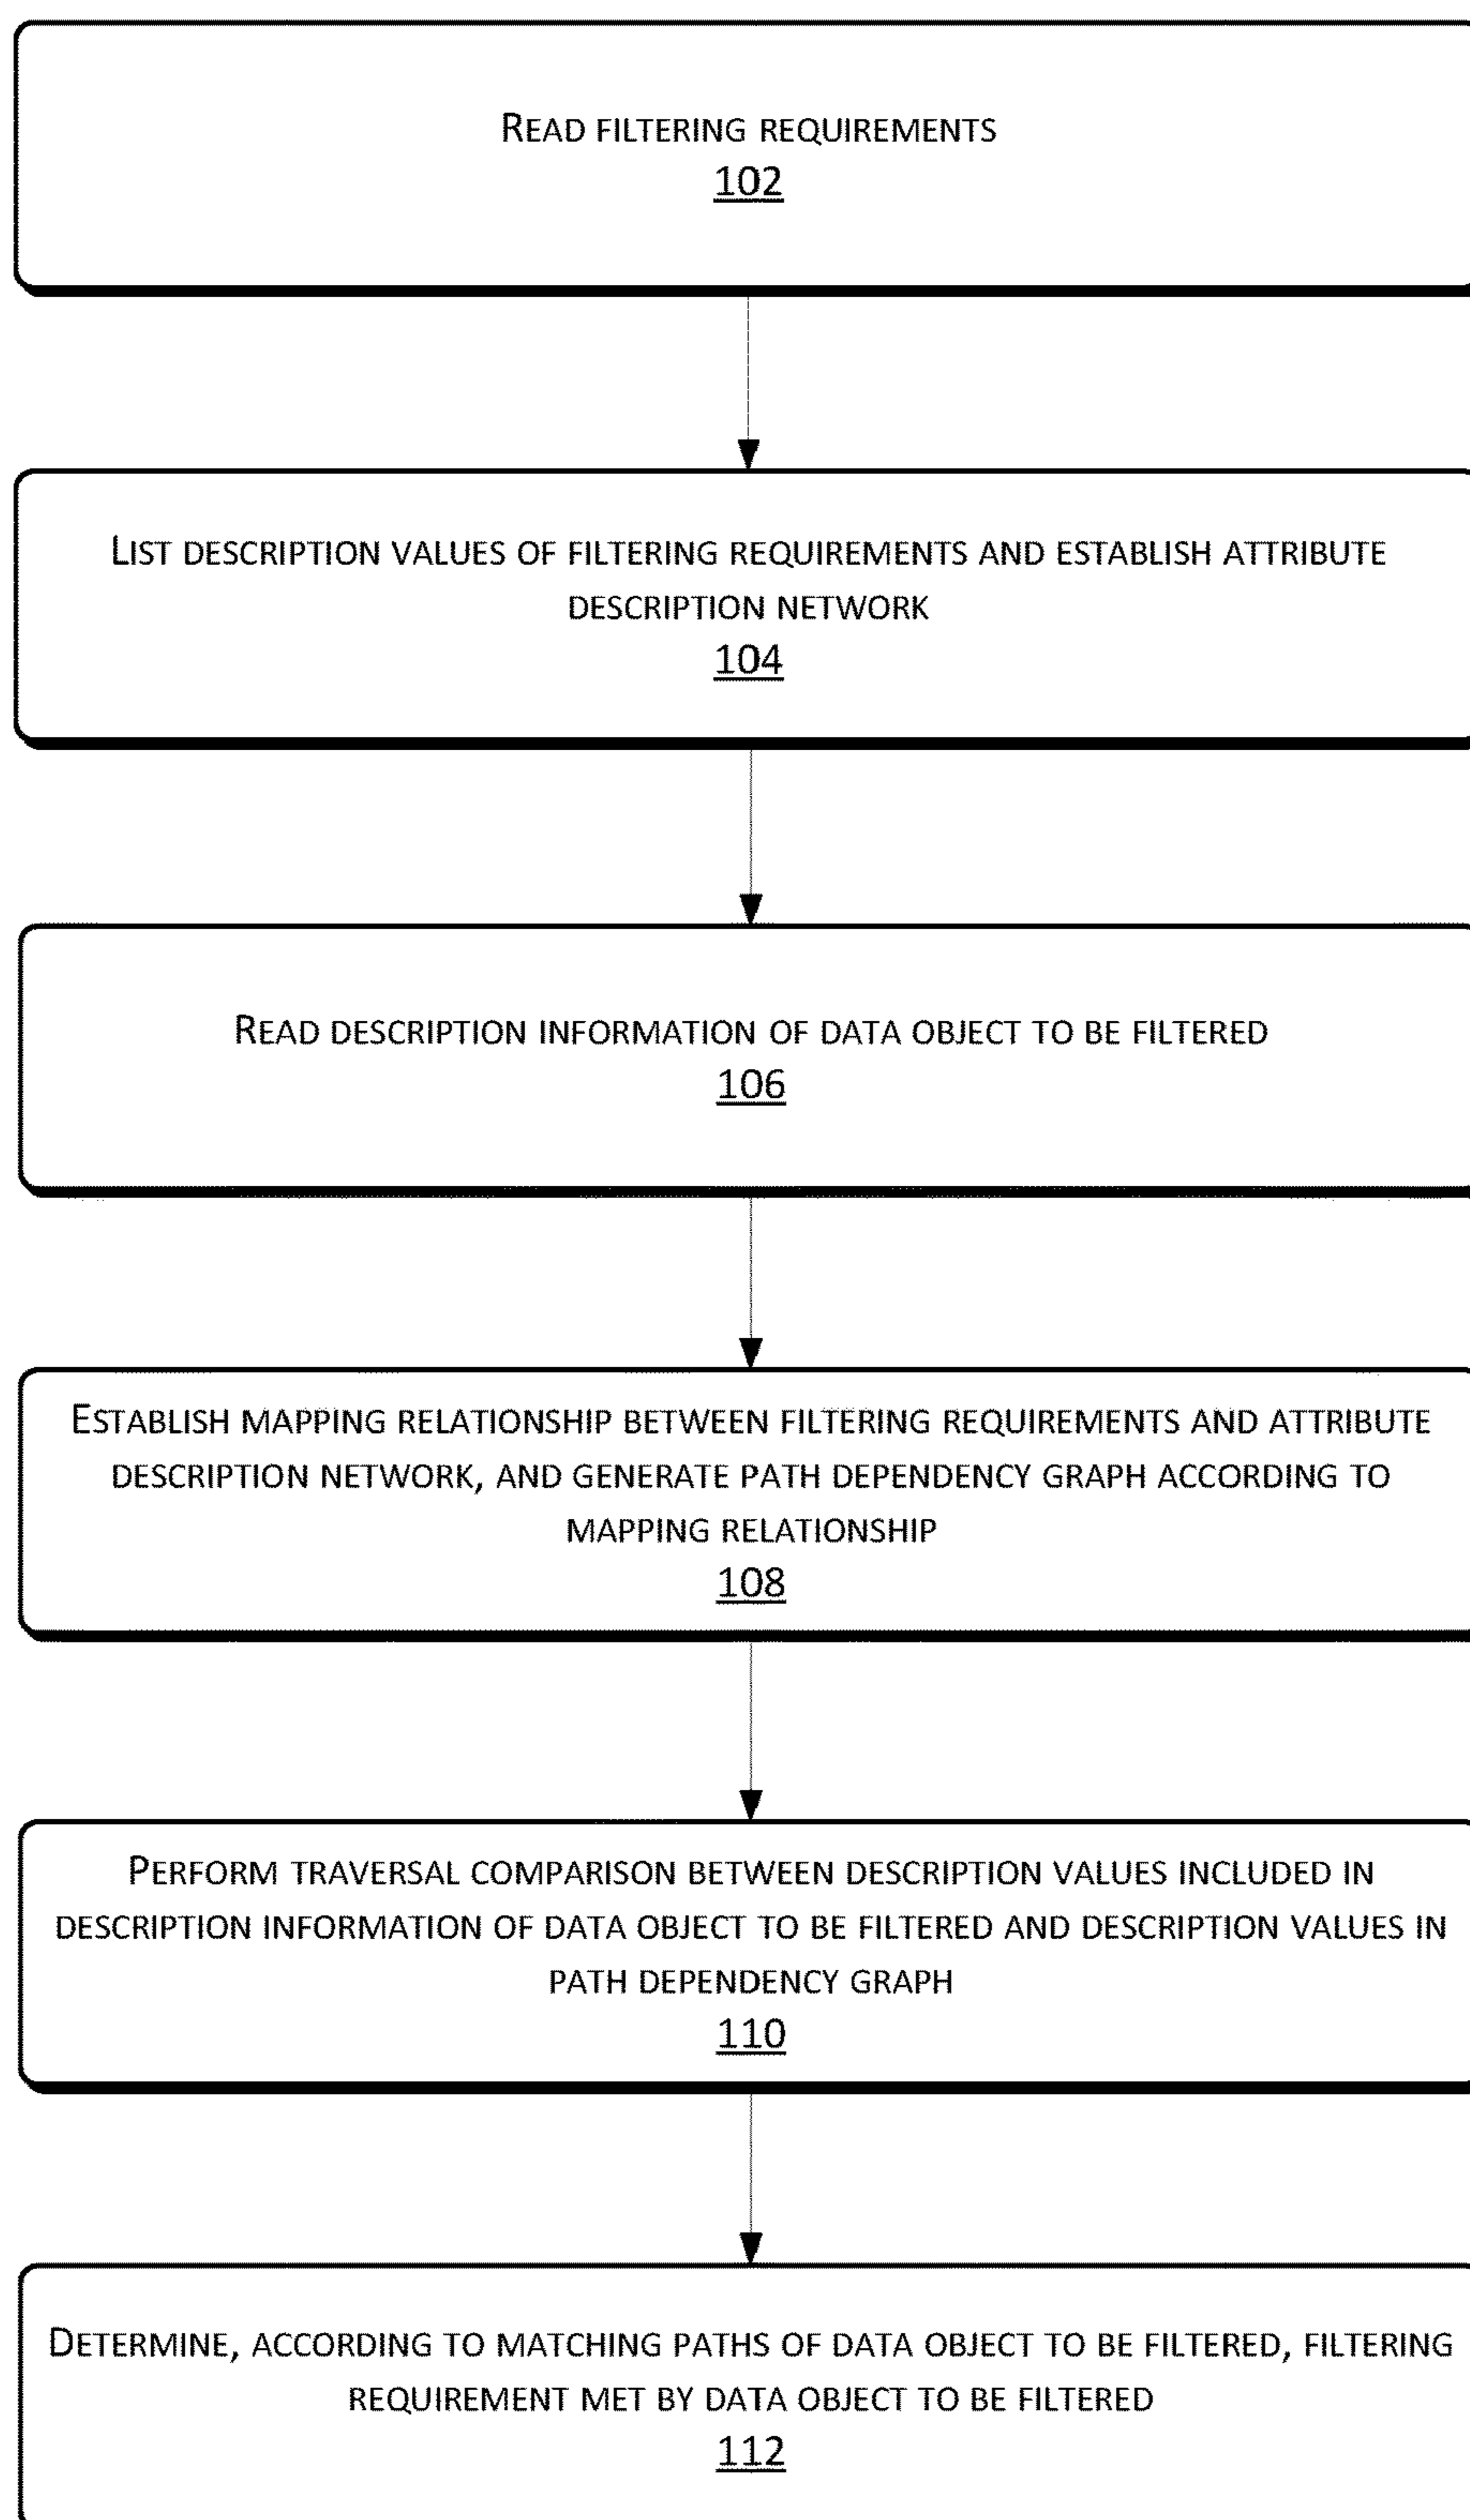 READ FILTERING REQUIREMENTS
102
LIST DESCRIPTION VALUES OF FILTERING REQUIREMENTS AND ESTABLISH ATTRIBUTE
DESCRIPTION NETWORK
104
READ DESCRIPTION INFORMATION OF DATA OBJECT TO BE FILTERED
106
ESTABLISH MAPPING RELATIONSHIP BETWEEN FILTERING REQUIREMENTS AND ATTRIBUTE
DESCRIPTION NETWORK, AND GENERATE PATH DEPENDENCY GRAPH ACCORDING TO
MAPPING RELATIONSHIP
108
PERFORM TRAVERSAL COMPARISON BETWEEN DESCRIPTION VALUES INCLUDED IN
DESCRIPTION INFORMATION OF DATA OBJECT TO BE FILTERED AND DESCRIPTION VALUES IN
PATH DEPENDENCY GRAPH
110
DETERMINE, ACCORDING TO MATCHING PATHS OF DATA OBJECT TO BE FILTERED, FILTERING
REQUIREMENT MET BY DATA OBJECT TO BE FILTERED
112